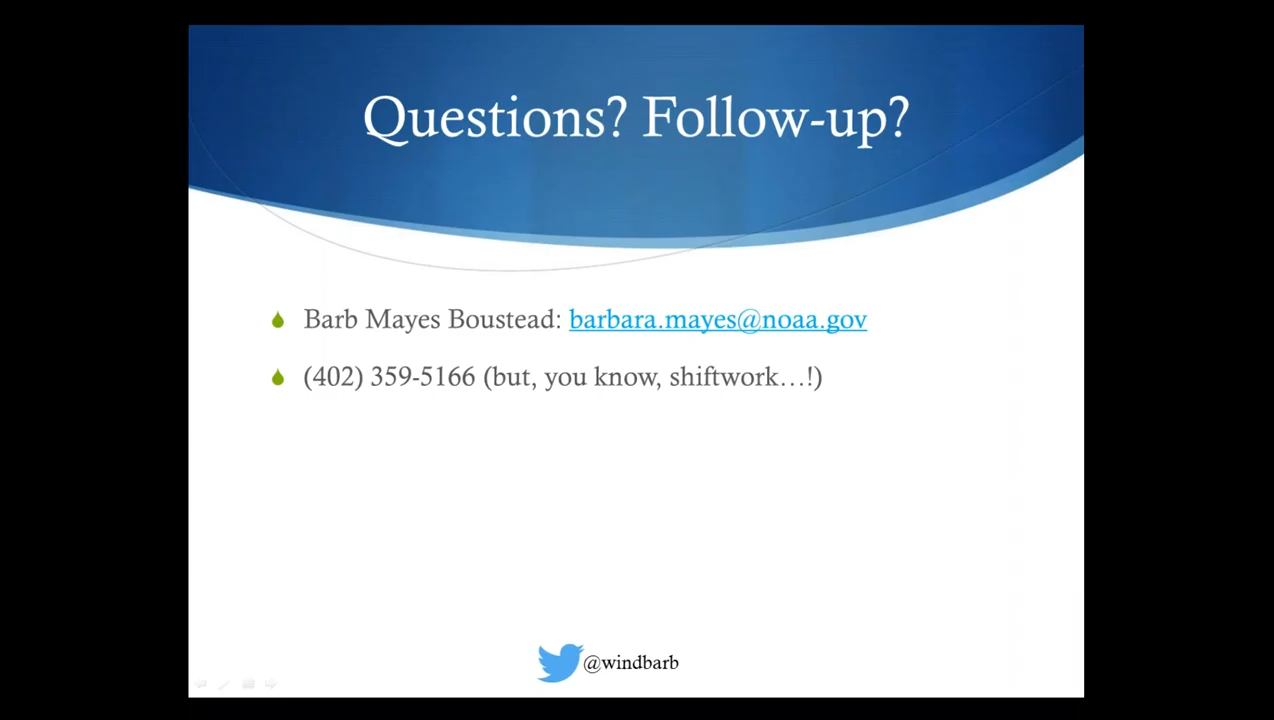 Questions? Follow-up?
Barb Mayes Boustead: barbara.mayes@noaa.gov
(402) 359-5166 (but, you know, shiftwork…!)
@windbarb